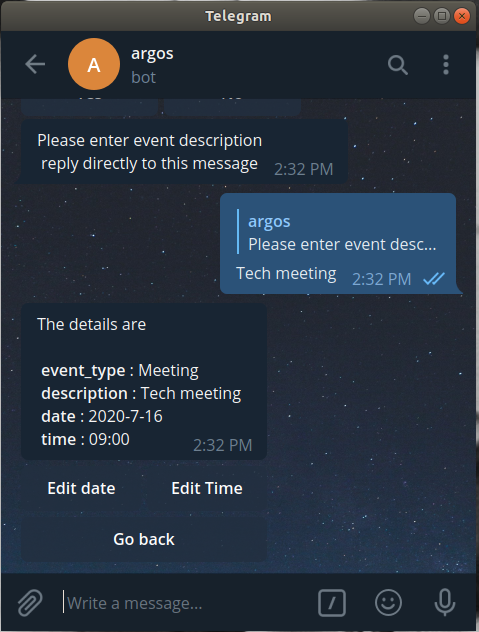 Telegram
A
argos
bot
Please enter event description
reply directly to this message 2:32 PM
argos
Please enter event desc...
Tech meeting 2:32 PM
The details are
event_type : Meeting
description : Tech meeting
date : 2020-7-16
time : 09:00
2:32 PM
Edit date Edit Time
Go back
Write a message...